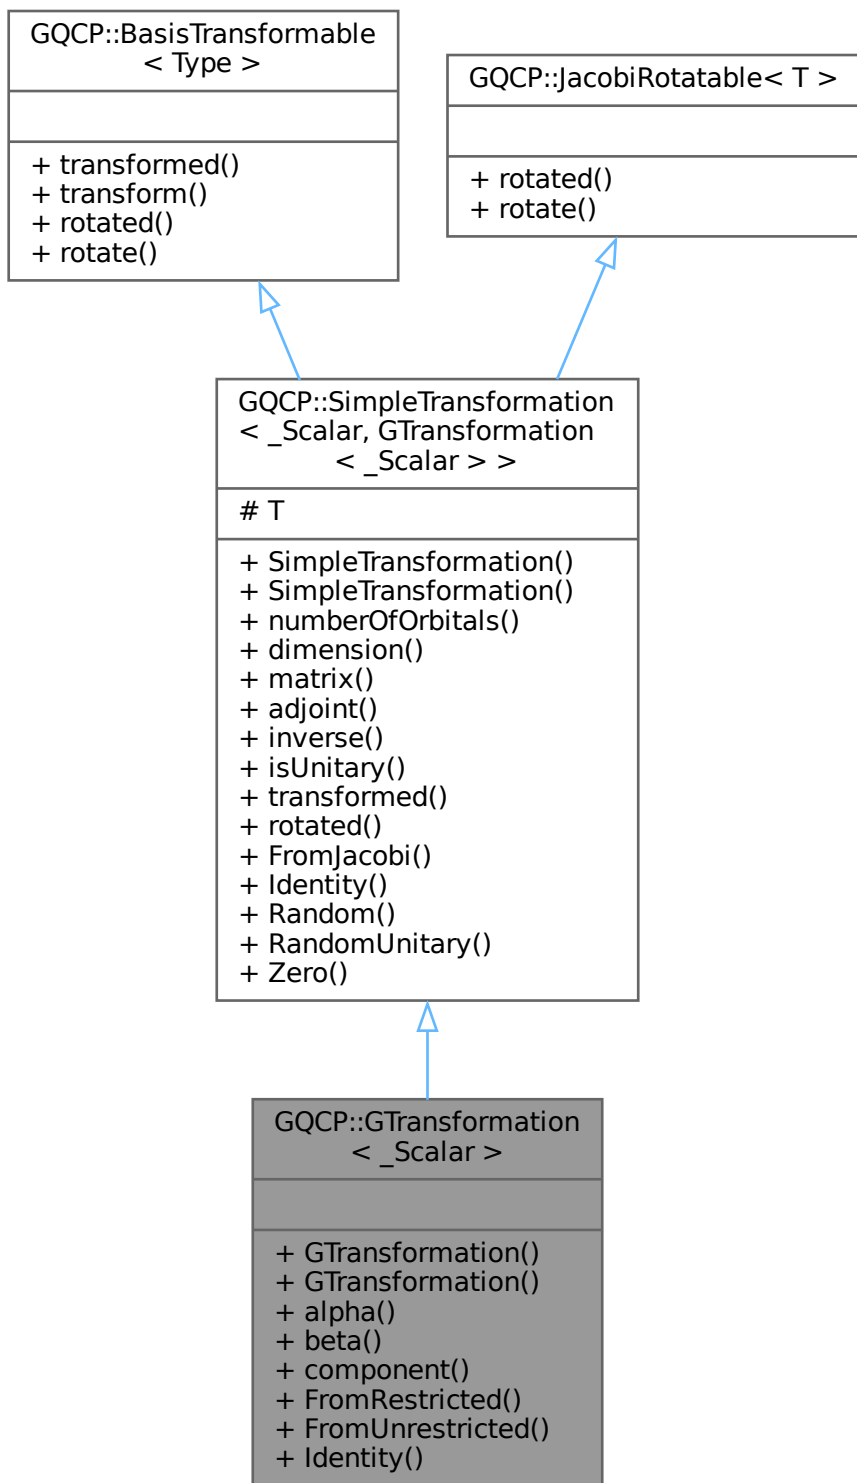 GQCP::BasisTransformable
< Type >
+ transformed()
+ transform()
+ rotated()
+ rotate()
GQCP::JacobiRotatable< T >
+ rotated()
+ rotate()
GQCP::SimpleTransformation
< _Scalar, GTransformation
< _Scalar > >
# T
+ SimpleTransformation()
+ SimpleTransformation()
+ numberOfOrbitals()
+ dimension()
+ matrix()
+ adjoint()
+ inverse()
+ isUnitary()
+ transformed()
+ rotated()
+ FromJacobi()
+ Identity()
+ Random()
+ RandomUnitary()
+ Zero()
GQCP::GTransformation
< _Scalar >
+ GTransformation()
+ GTransformation()
+ alpha()
+ beta()
+ component()
+ FromRestricted()
+ FromUnrestricted()
+ Identity()